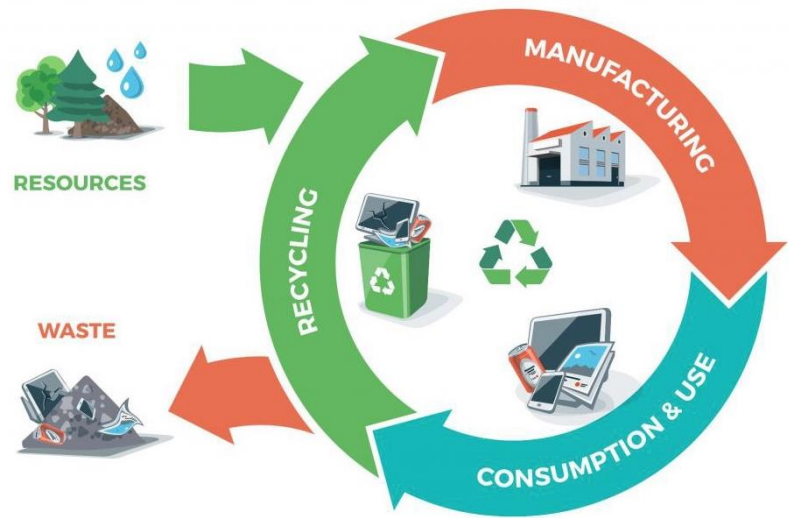 MANUFACTURING
RESOURCES
RECYCLING
WASTE
CONSUMPTION & USE